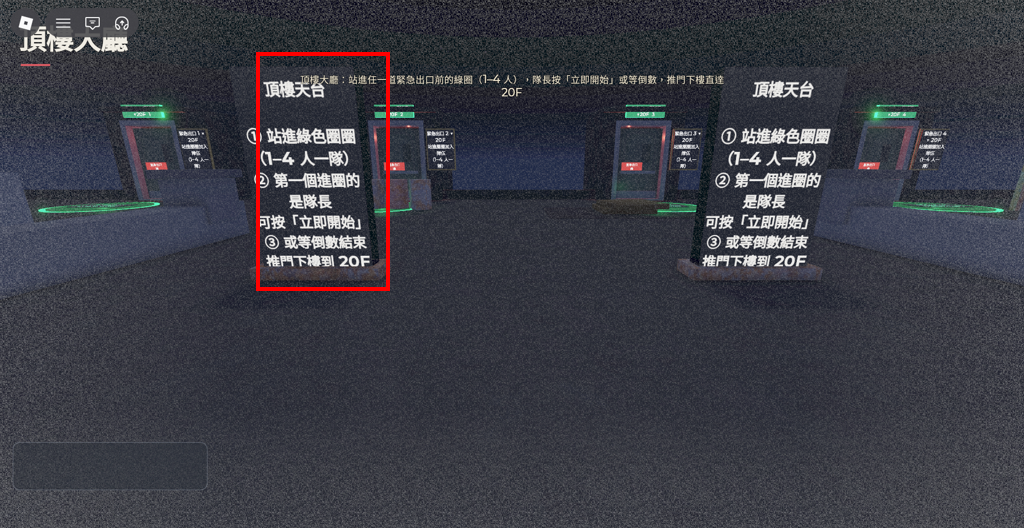 頂樓大廳
頂樓大廳：站進任一道緊急出口前的綠圈（1–4 人），隊長按「立即開始」或等倒數，推門下樓直達
20F
頂樓天台
① 站進綠色圈圈
（1–4 人一隊）
② 第一個進圈的
是隊長
可按「立即開始」
③ 或等倒數結束
推門下樓到 20F
頂樓天台
① 站進綠色圈圈
（1–4 人一隊）
② 第一個進圈的
是隊長
可按「立即開始」
③ 或等倒數結束
推門下樓到 20F